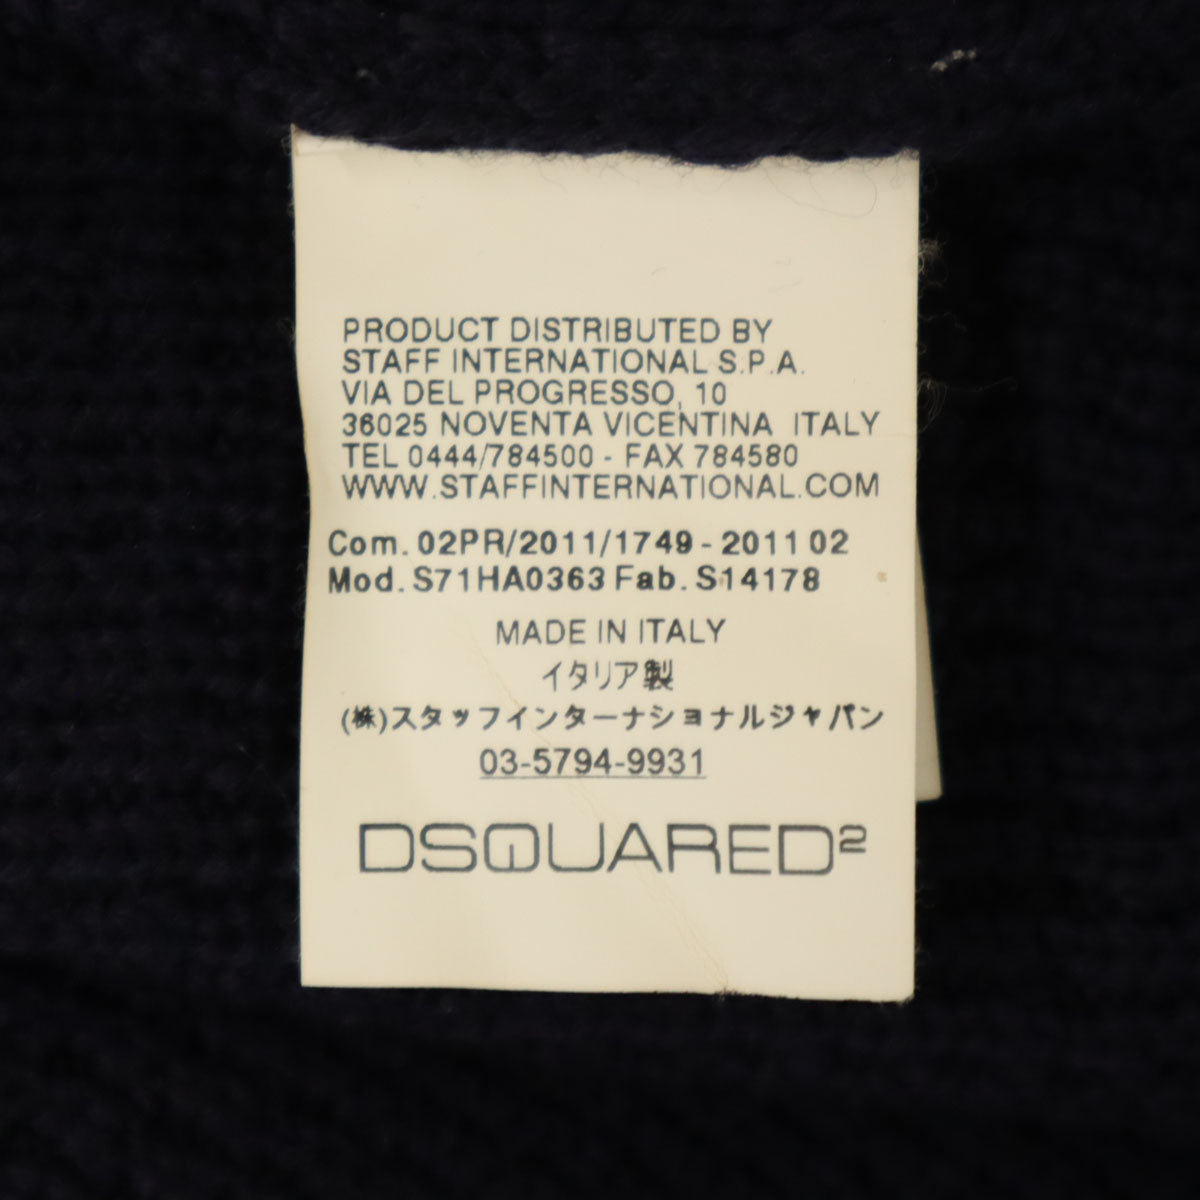 PRODUCT DISTRIBUTED BY
STAFF INTERNATIONAL S.P.A.
VIA DEL PROGRESSO, 10
36025 NOVENTA VICENTINA ITALY
TEL 0444/784500 - FAX 784580
WWW.STAFFINTERNATIONAL.COM
Com. 02PR/2011/1749 - 2011 02
Mod. S71HA0363 Fab. S14178
MADE IN ITALY
イタリア製
(株)スタッフインターナショナルジャパン
03-5794-9931
DSQUARED²